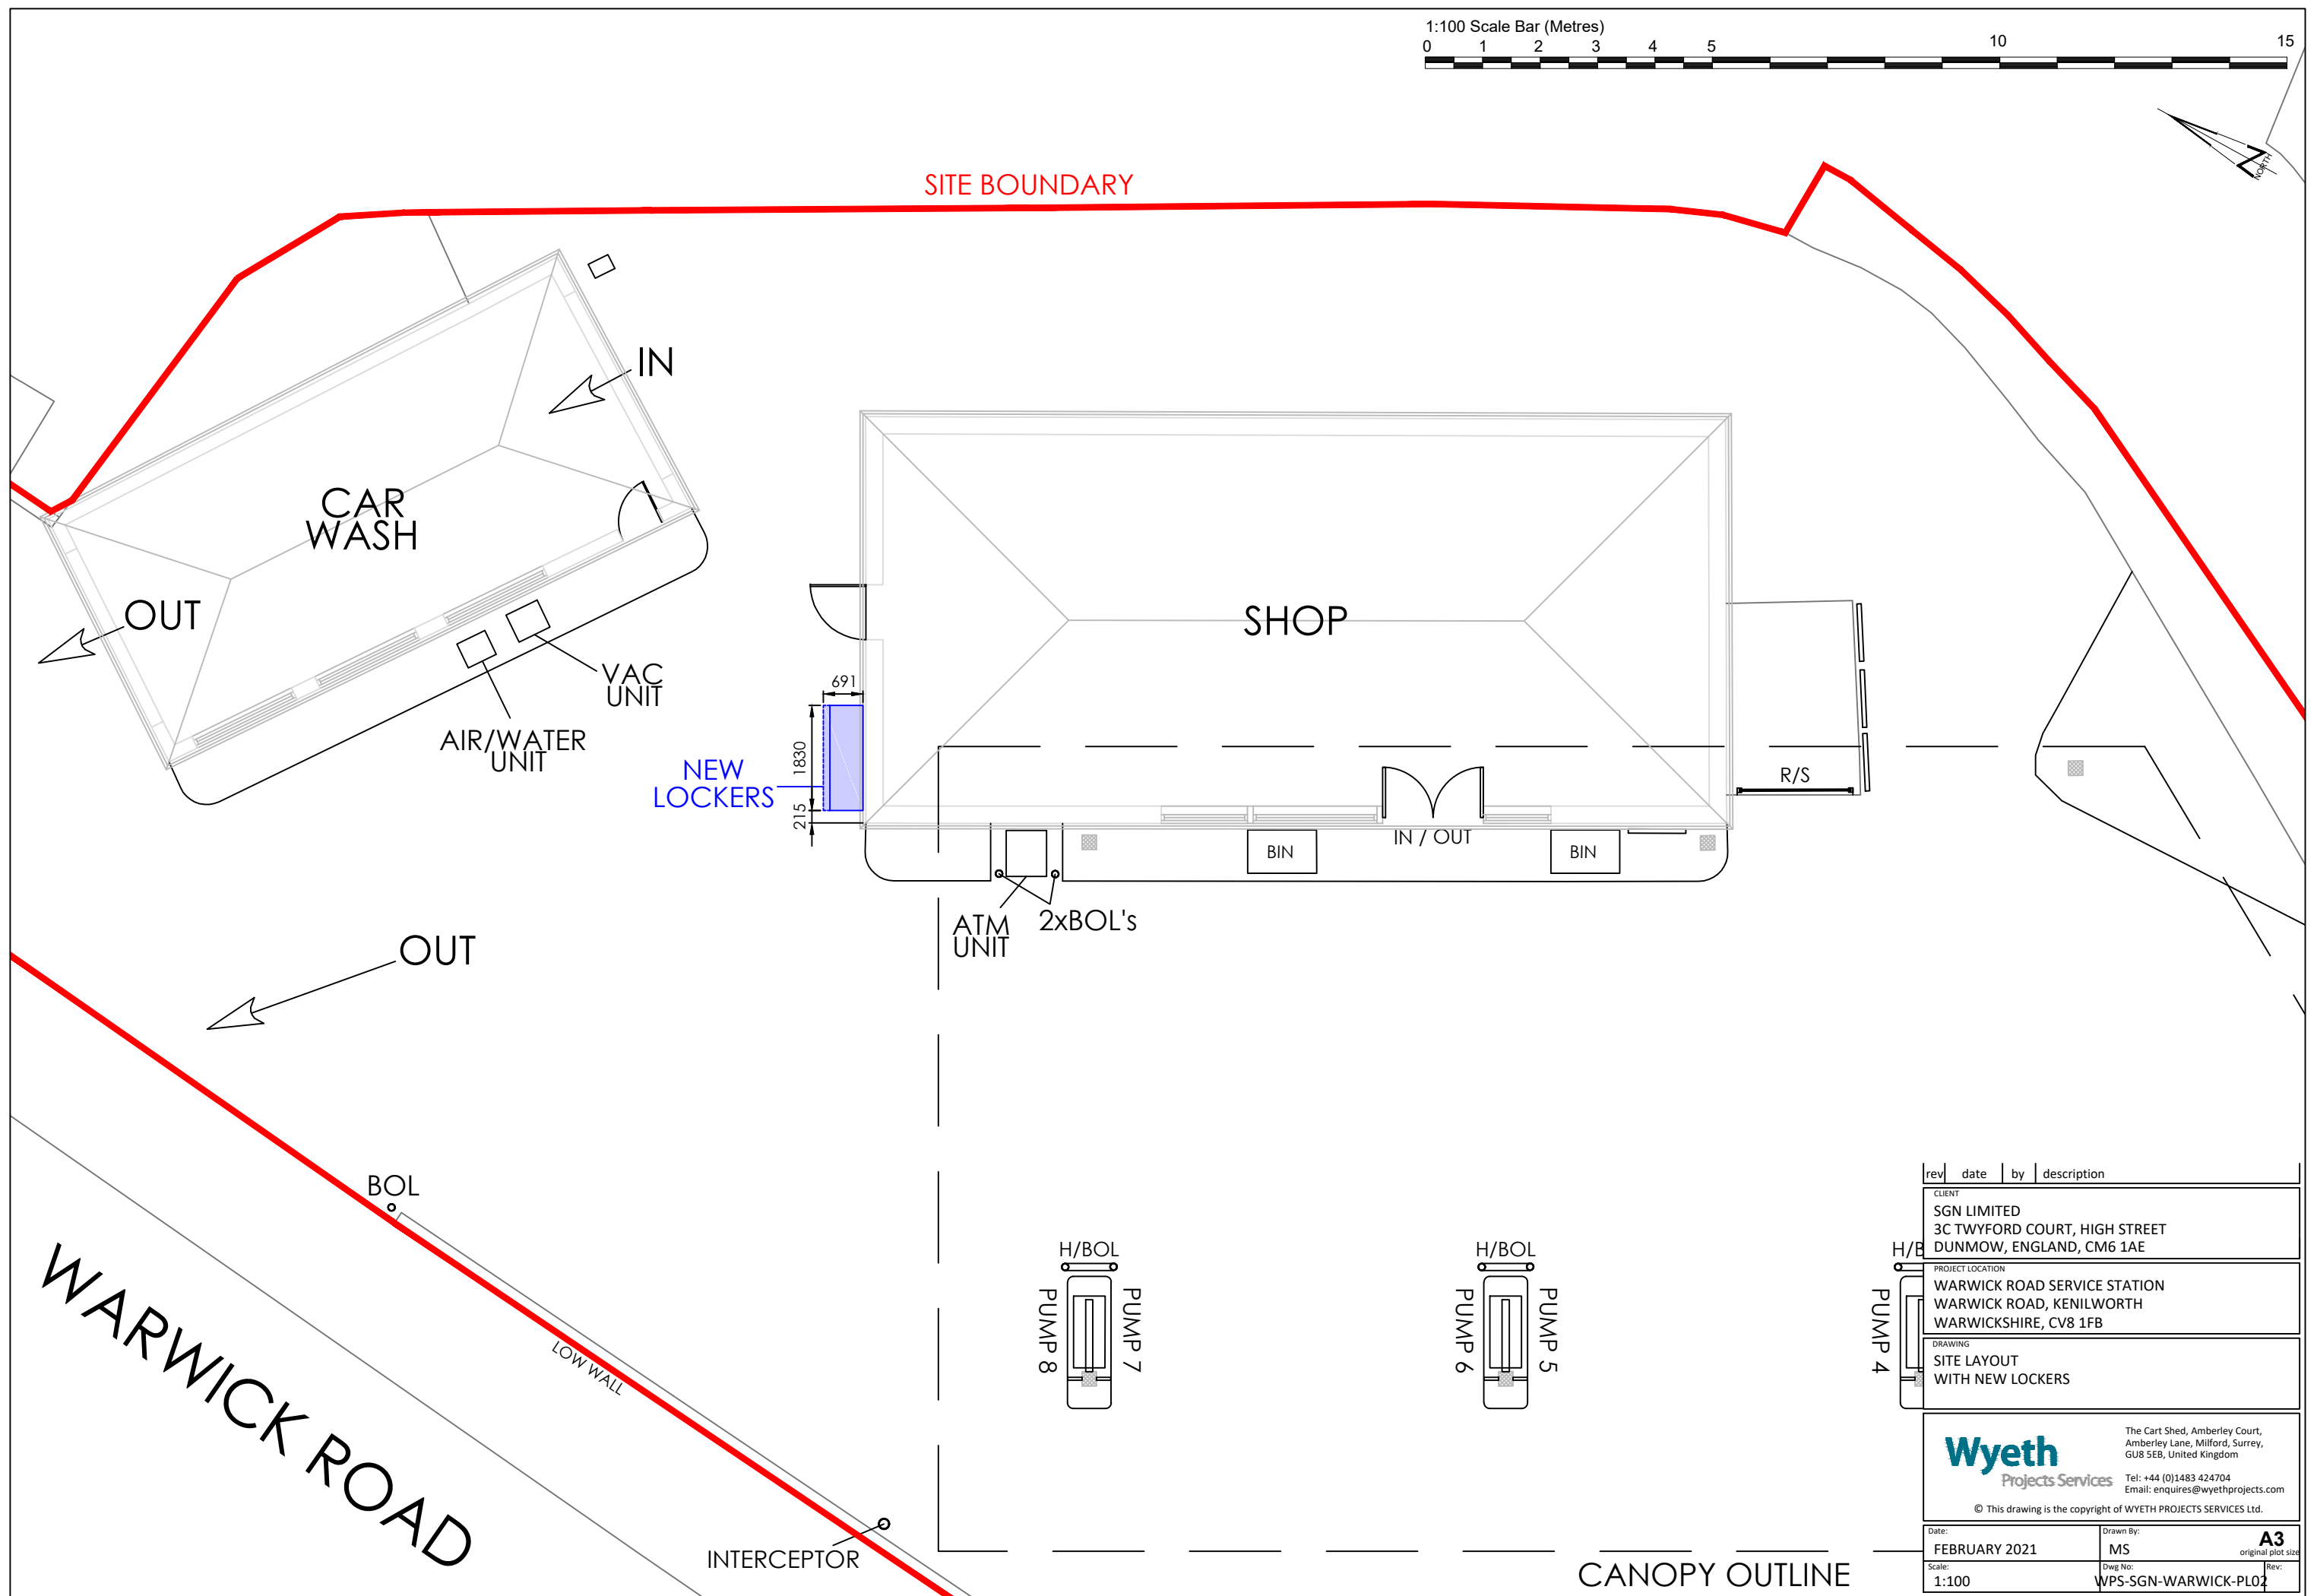 1:100 Scale Bar (Metres)
0 1 2 3 4 5 10 15
NORTH
SITE BOUNDARY
IN
CAR
WASH
OUT
SHOP
VAC
UNIT
AIR/WATER
UNIT
691
1830
215
NEW
LOCKERS
R/S
IN / OUT
BIN
BIN
ATM
UNIT
2xBOL's
OUT
BOL
LOW WALL
WARWICK ROAD
INTERCEPTOR
H/BOL
PUMP 8
PUMP 7
H/BOL
PUMP 6
PUMP 5
H/B
PUMP 4
CANOPY OUTLINE
rev date by description
CLIENT
SGN LIMITED
3C TWYFORD COURT, HIGH STREET
DUNMOW, ENGLAND, CM6 1AE
PROJECT LOCATION
WARWICK ROAD SERVICE STATION
WARWICK ROAD, KENILWORTH
WARWICKSHIRE, CV8 1FB
DRAWING
SITE LAYOUT
WITH NEW LOCKERS
Wyeth
Projects Services
The Cart Shed, Amberley Court,
Amberley Lane, Milford, Surrey,
GU8 5EB, United Kingdom
Tel: +44 (0)1483 424704
Email: enquires@wyethprojects.com
© This drawing is the copyright of WYETH PROJECTS SERVICES Ltd.
Date:
FEBRUARY 2021
Drawn By:
MS
A3
original plot size
Scale:
1:100
Dwg No:
WPS-SGN-WARWICK-PL02
Rev: